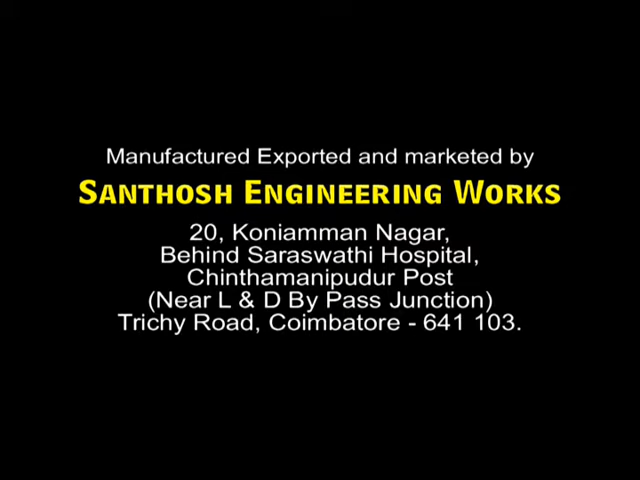 Manufactured Exported and marketed by
SANTHOSH ENGINEERING WORKS
20, Koniamman Nagar,
Behind Saraswathi Hospital,
Chinthamanipudur Post
(Near L & D By Pass Junction)
Trichy Road, Coimbatore - 641 103.